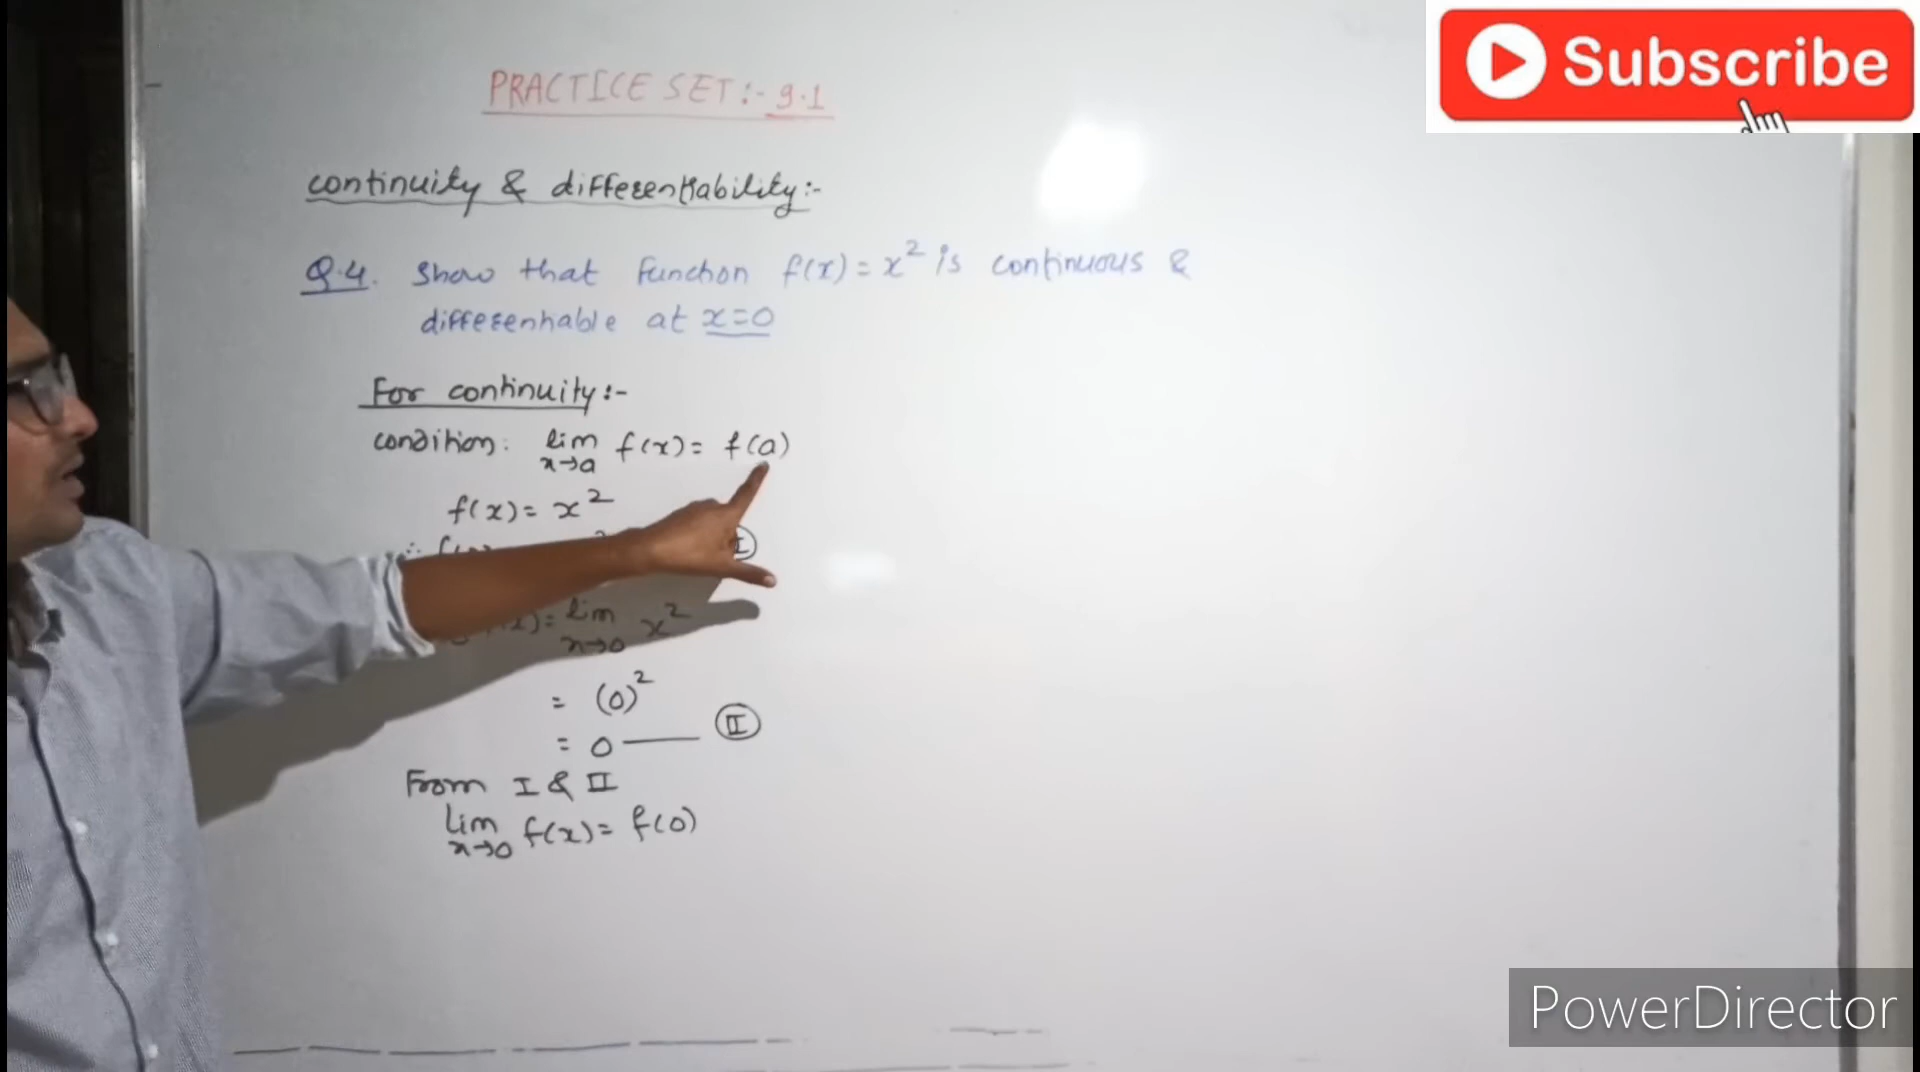 Subscribe
PRACTICE SET:- 9.1
continuity & differentiability:-
Q.4. Show that function f(x) = x² is continuous &
differentiable at x=0
For continuity:-
condition: lim x→a f(x) = f(a)
f(x) = x²
∴ I
= lim x→0 x²
= (0)²
= 0 —— II
From I & II
lim x→0 f(x) = f(0)
PowerDirector